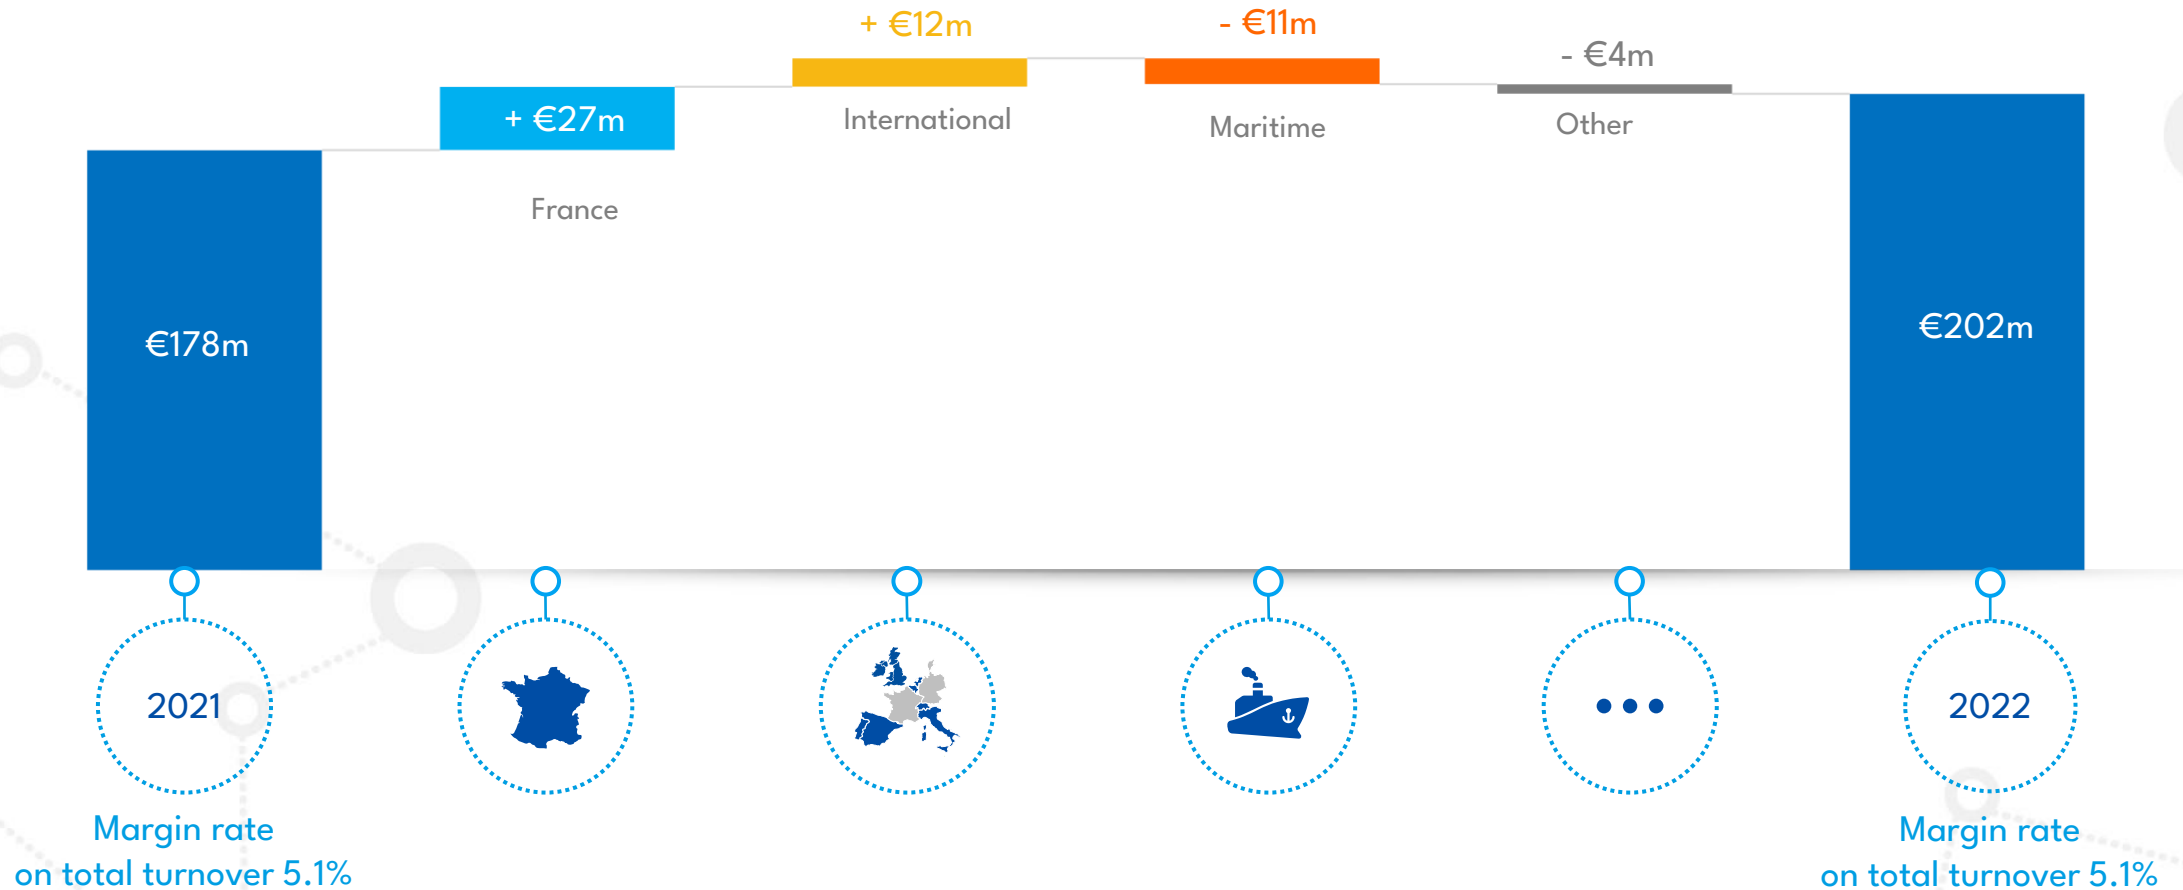 + €12m
- €11m
- €4m
+ €27m
International
Maritime
Other
France
€178m
€202m
2021
2022
Margin rate
on total turnover 5.1%
Margin rate
on total turnover 5.1%